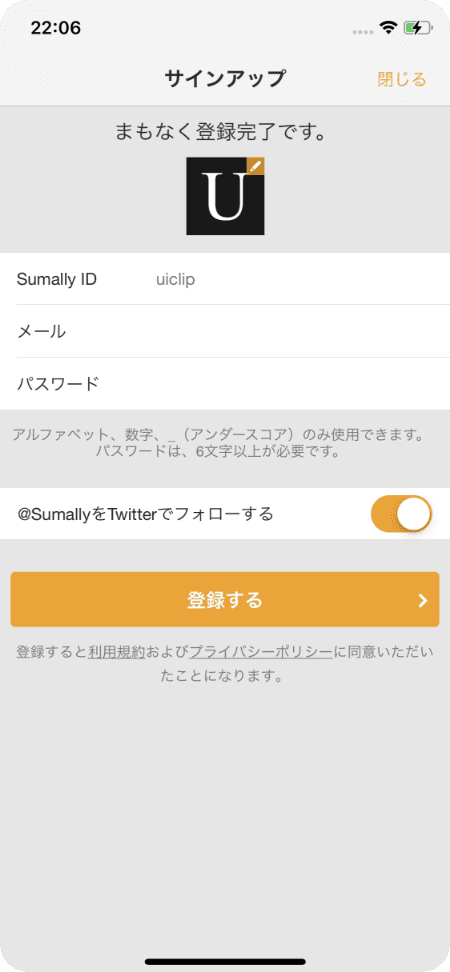 22:06
サインアップ
閉じる
まもなく登録完了です。
U
Sumally ID
uiclip
メール
パスワード
アルファベット、数字、_（アンダースコア）のみ使用できます。
パスワードは、6文字以上が必要です。
@SumallyをTwitterでフォローする
登録する
登録すると利用規約およびプライバシーポリシーに同意いただい
たことになります。